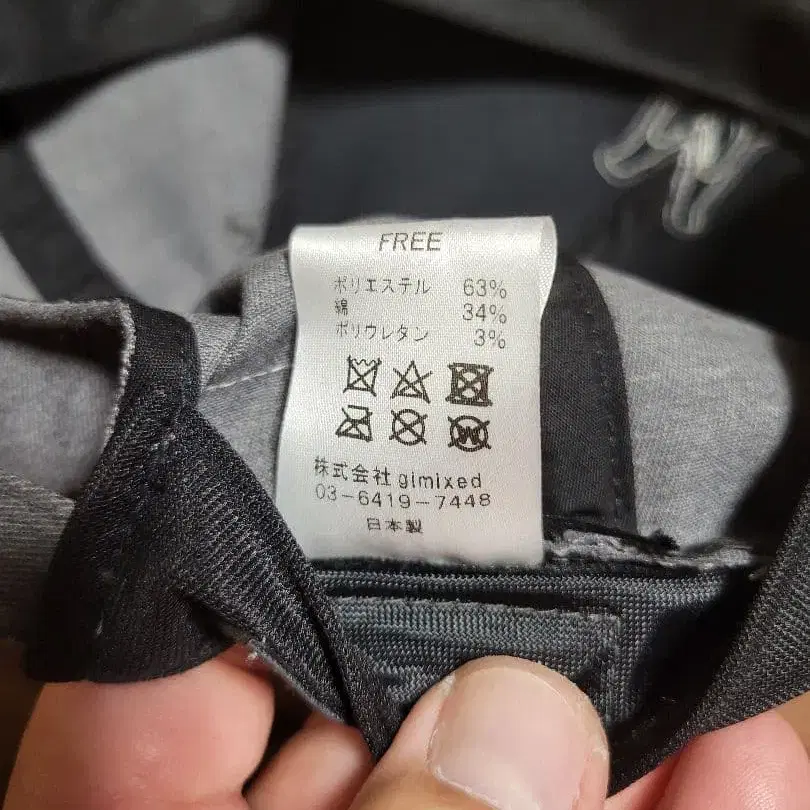 FREE
ポリエステル 63%
綿 34%
ポリウレタン 3%
株式会社 gimixed
03-6419-7448
日本製